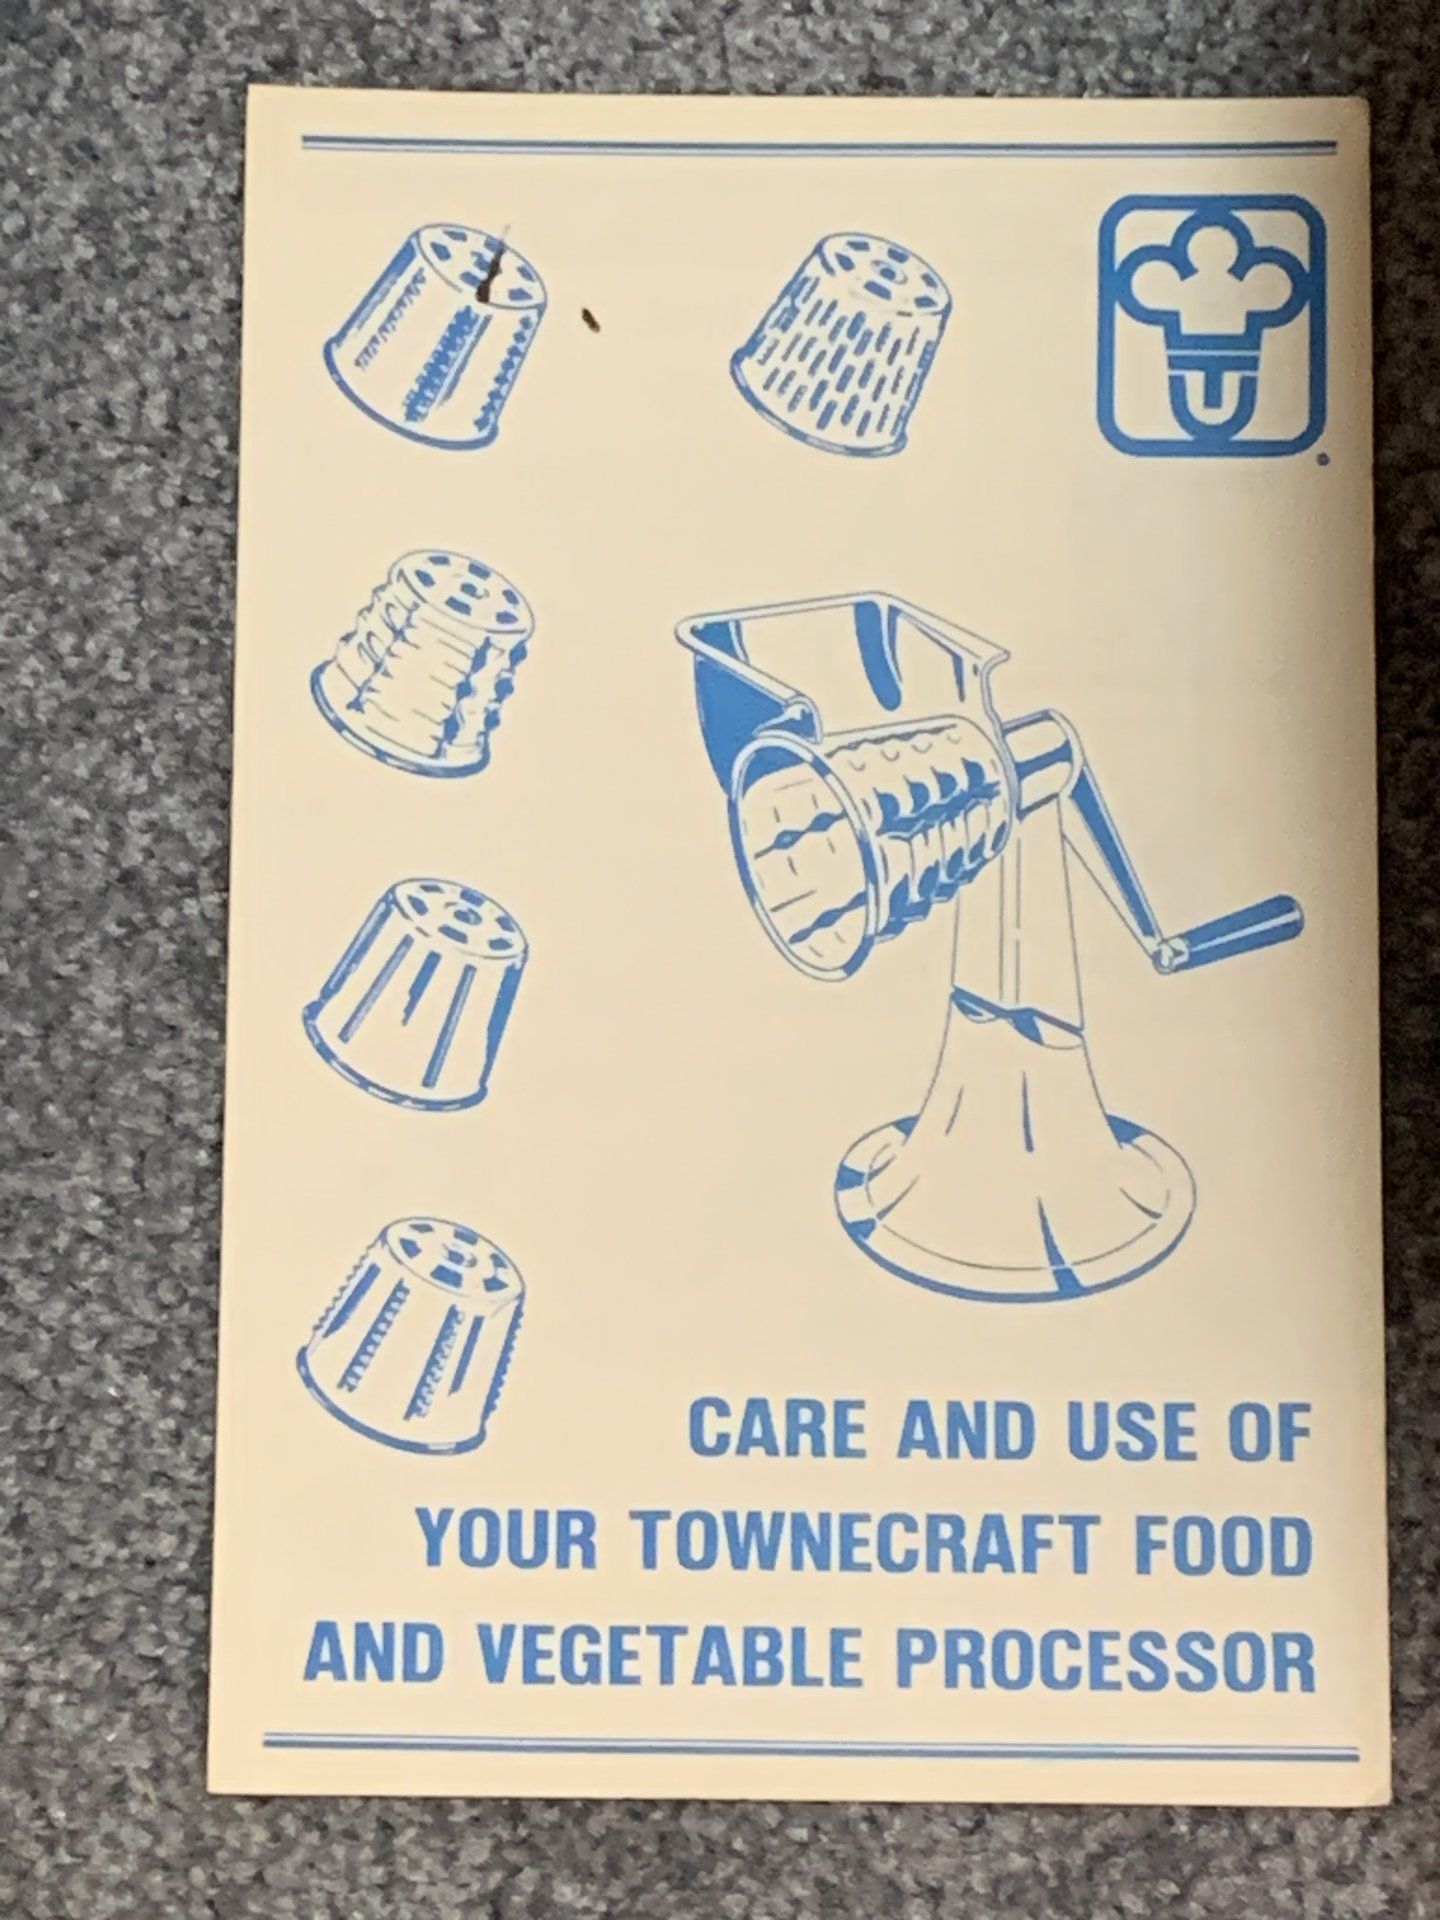 CARE AND USE OF
YOUR TOWNECRAFT FOOD
AND VEGETABLE PROCESSOR